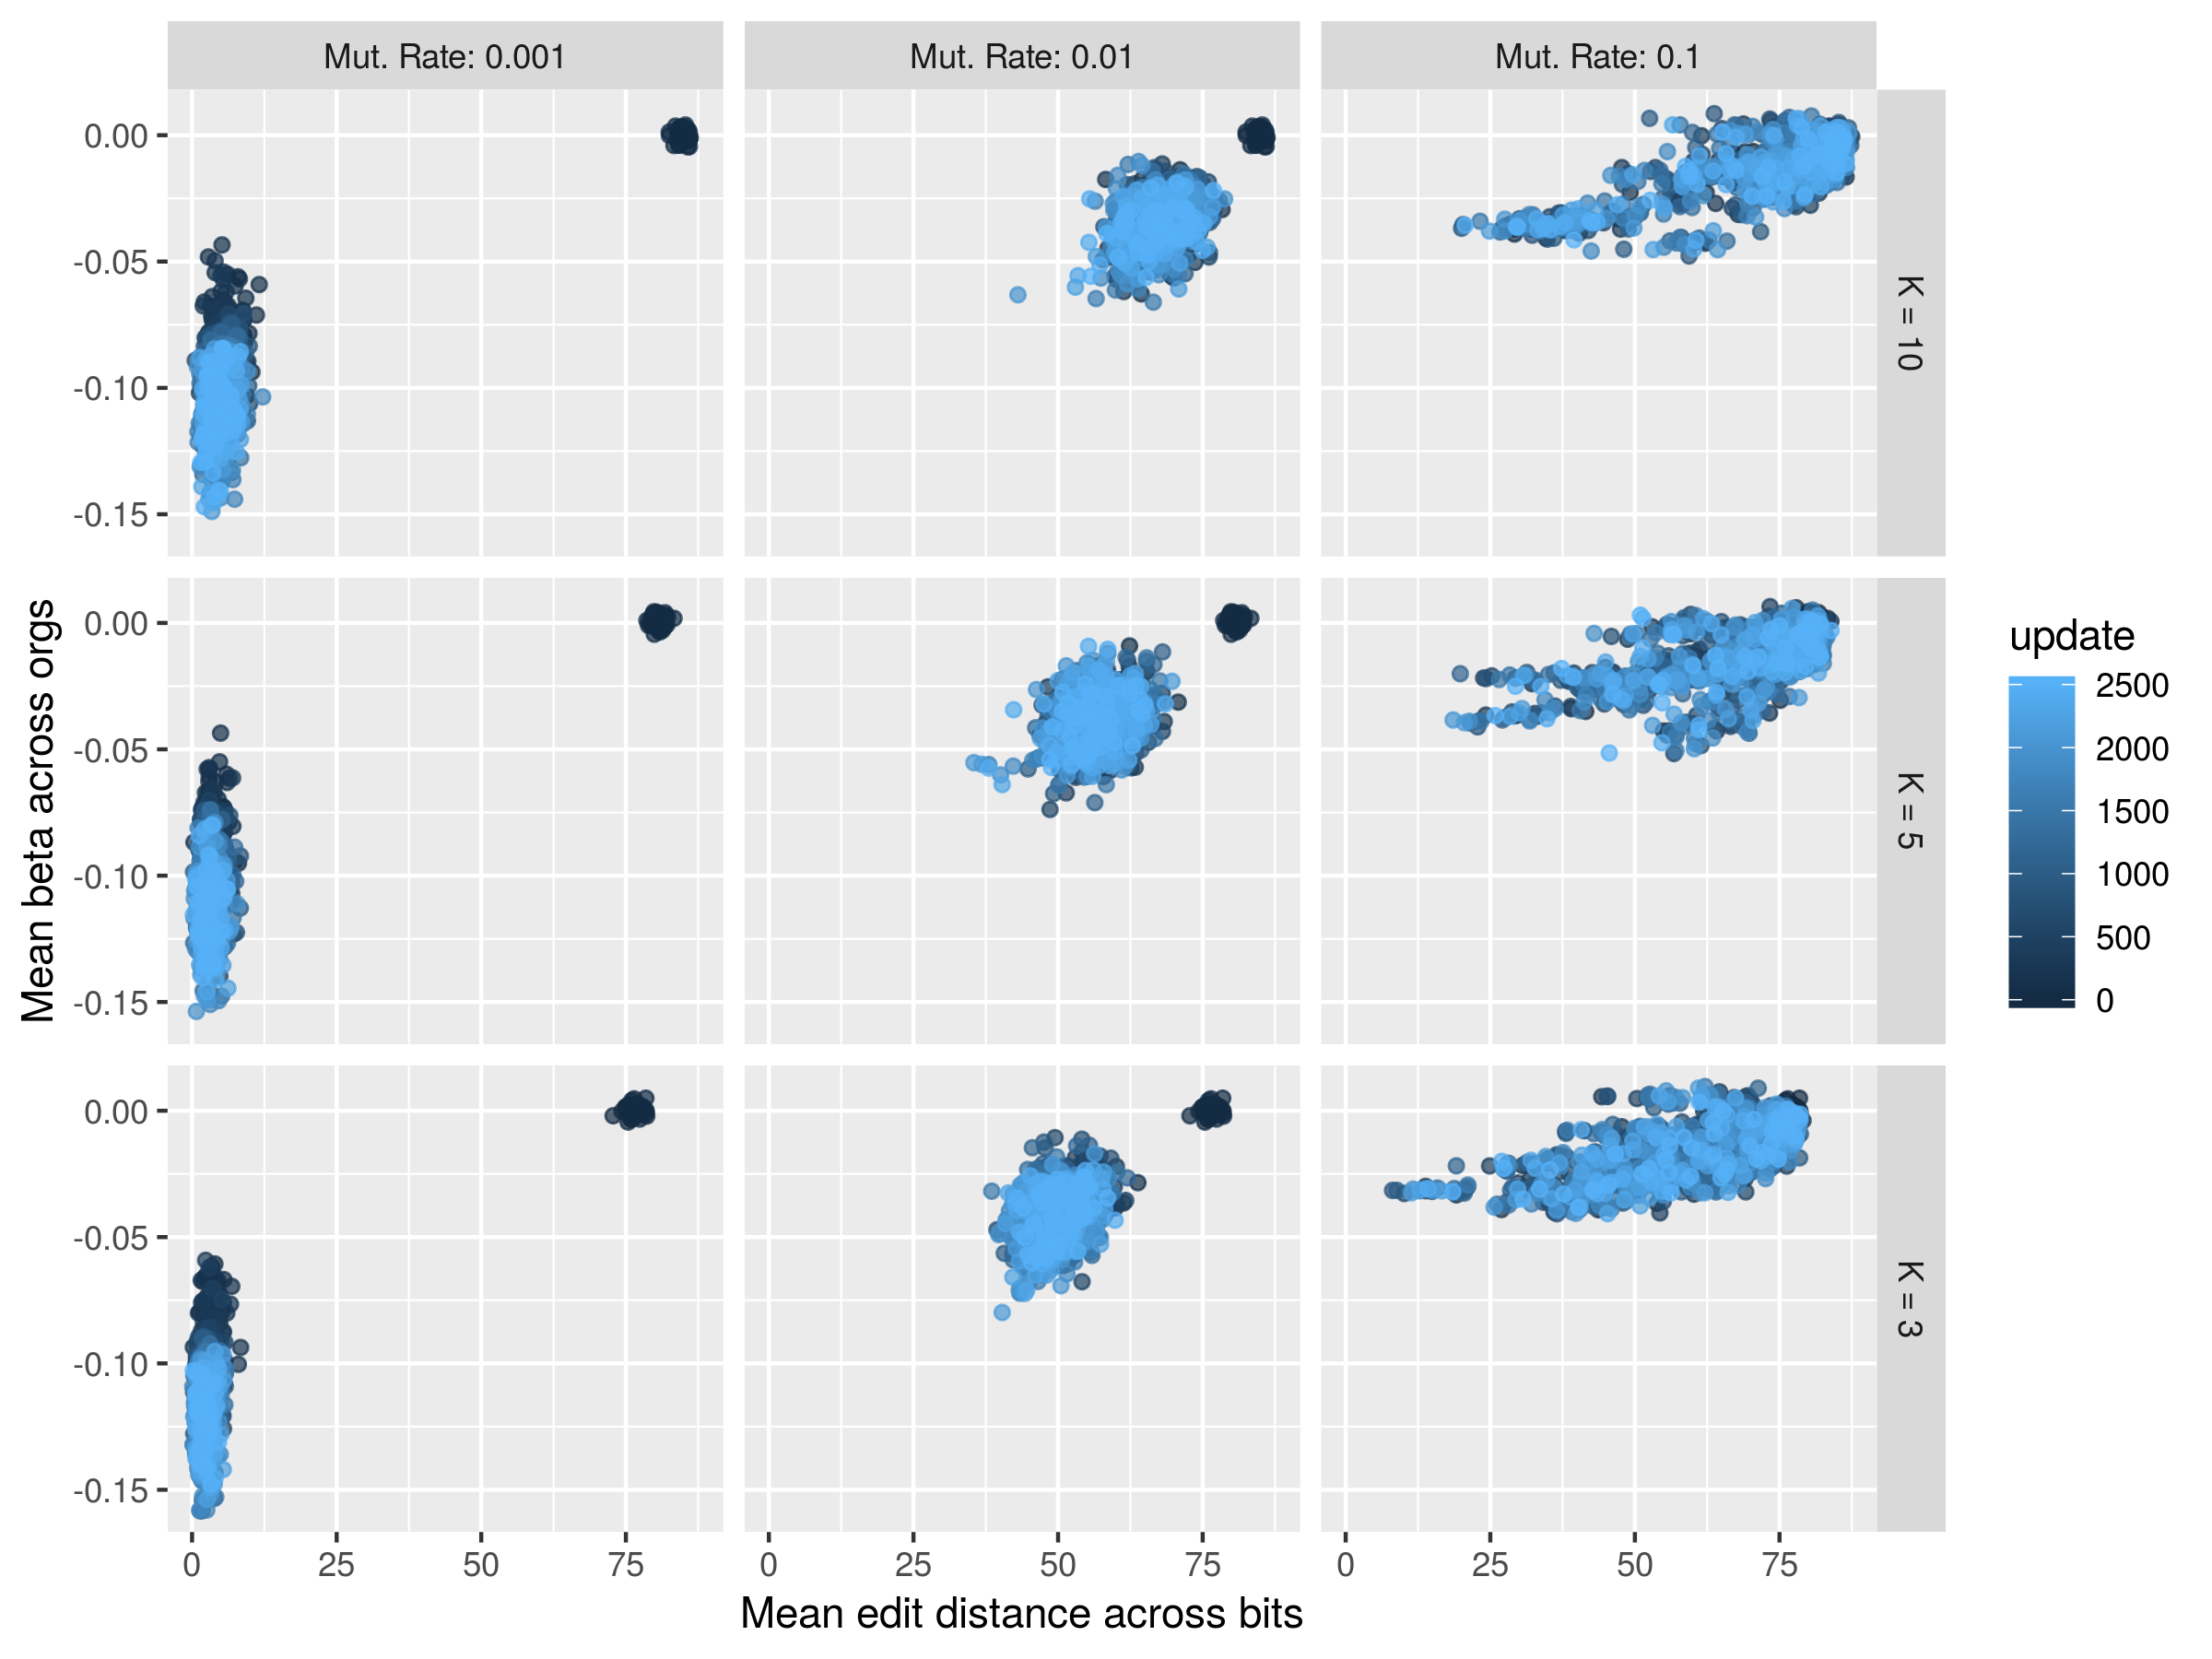 Mut. Rate: 0.001
Mut. Rate: 0.01
Mut. Rate: 0.1
0.00
-0.05
-0.10
-0.15
K = 10
0.00
-0.05
-0.10
-0.15
K = 5
0.00
-0.05
-0.10
-0.15
K = 3
0 25 50 75
0 25 50 75
0 25 50 75
Mean edit distance across bits
Mean beta across orgs
update
2500
2000
1500
1000
500
0